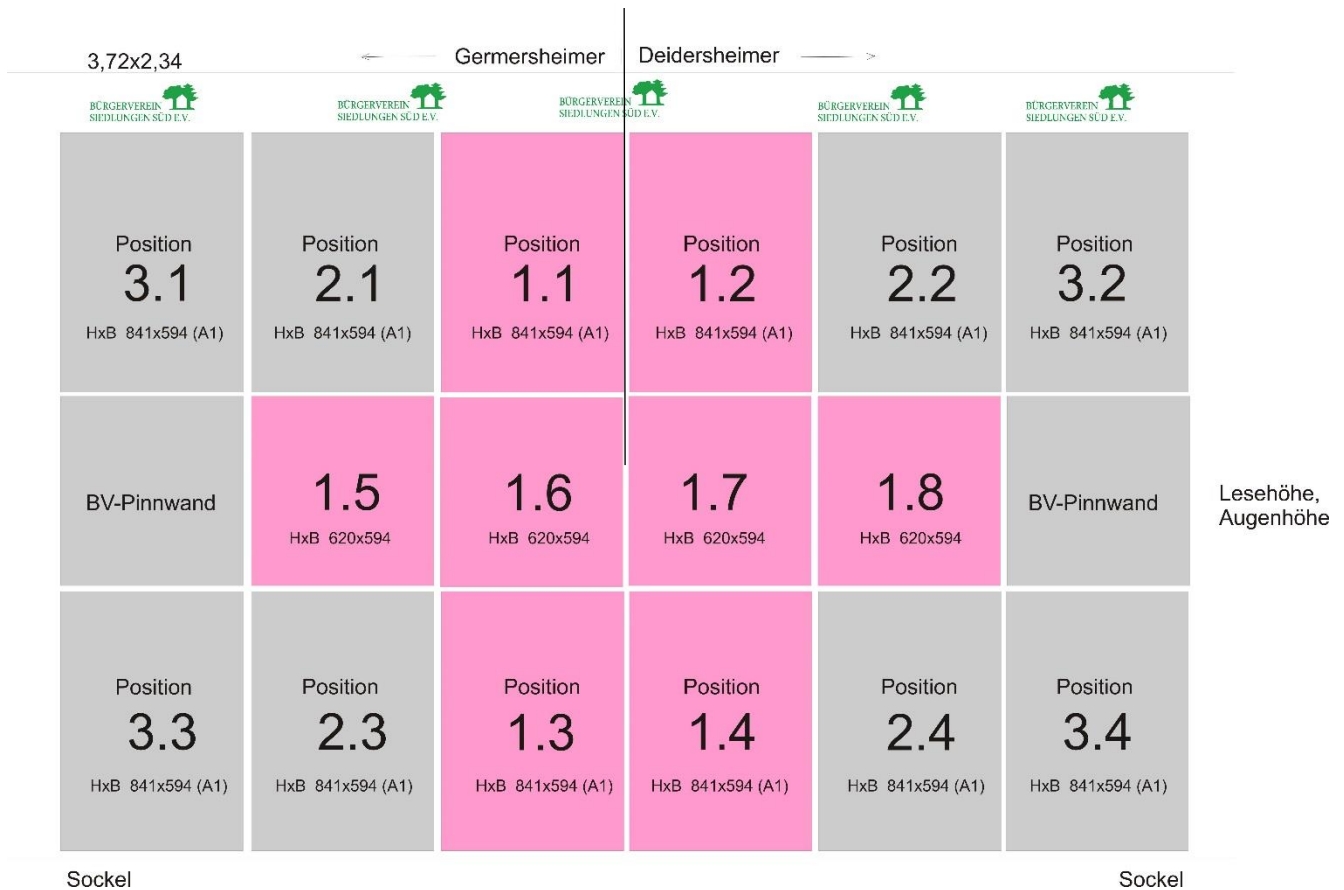 3,72x2,34
Germersheimer
Deidersheimer
BÜRGERVEREIN
SIEDLUNGEN SÜD E.V.
BÜRGERVEREIN
SIEDLUNGEN SÜD E.V.
BÜRGERVEREIN
SIEDLUNGEN SÜD E.V.
BÜRGERVEREIN
SIEDLUNGEN SÜD E.V.
BÜRGERVEREIN
SIEDLUNGEN SÜD E.V.
Position
3.1
HxB 841x594 (A1)
Position
2.1
HxB 841x594 (A1)
Position
1.1
HxB 841x594 (A1)
Position
1.2
HxB 841x594 (A1)
Position
2.2
HxB 841x594 (A1)
Position
3.2
HxB 841x594 (A1)
BV-Pinnwand
1.5
HxB 620x594
1.6
HxB 620x594
1.7
HxB 620x594
1.8
HxB 620x594
BV-Pinnwand
Lesehöhe,
Augenhöhe
Position
3.3
HxB 841x594 (A1)
Position
2.3
HxB 841x594 (A1)
Position
1.3
HxB 841x594 (A1)
Position
1.4
HxB 841x594 (A1)
Position
2.4
HxB 841x594 (A1)
Position
3.4
HxB 841x594 (A1)
Sockel
Sockel